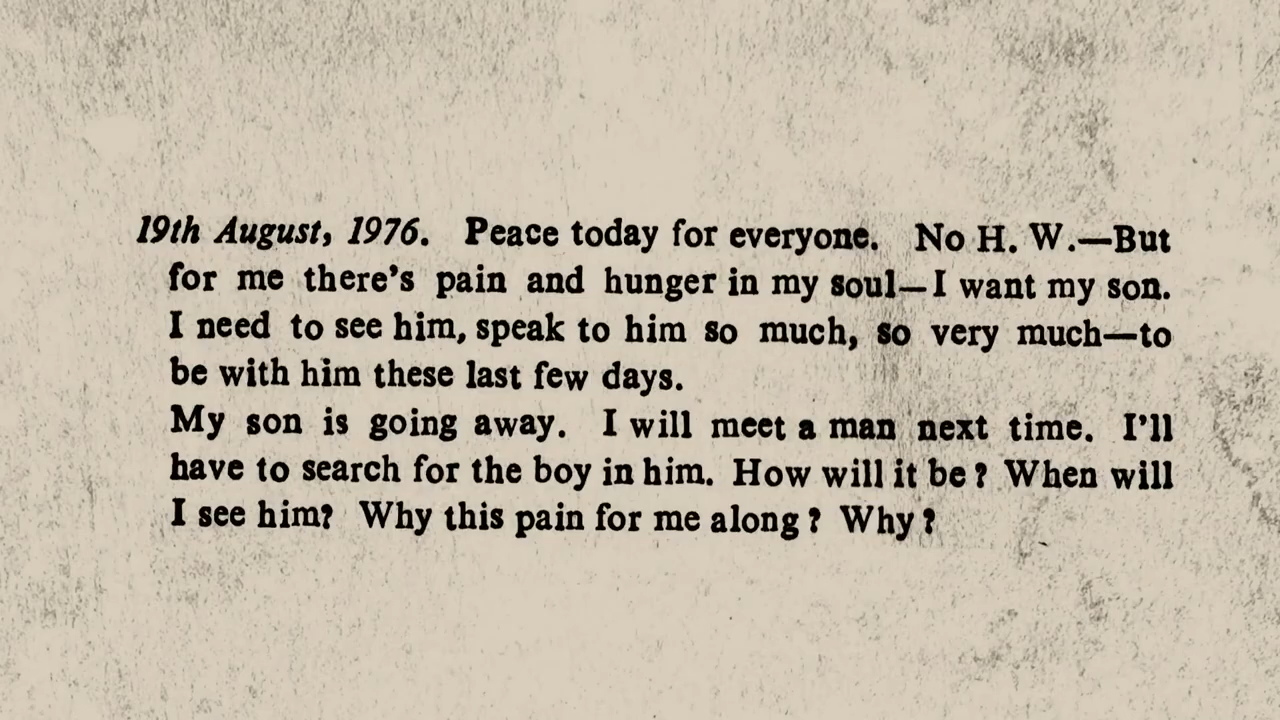 19th August, 1976. Peace today for everyone. No H. W.—But
for me there's pain and hunger in my soul—I want my son.
I need to see him, speak to him so much, so very much—to
be with him these last few days.
My son is going away. I will meet a man next time. I'll
have to search for the boy in him. How will it be? When will
I see him? Why this pain for me along? Why?